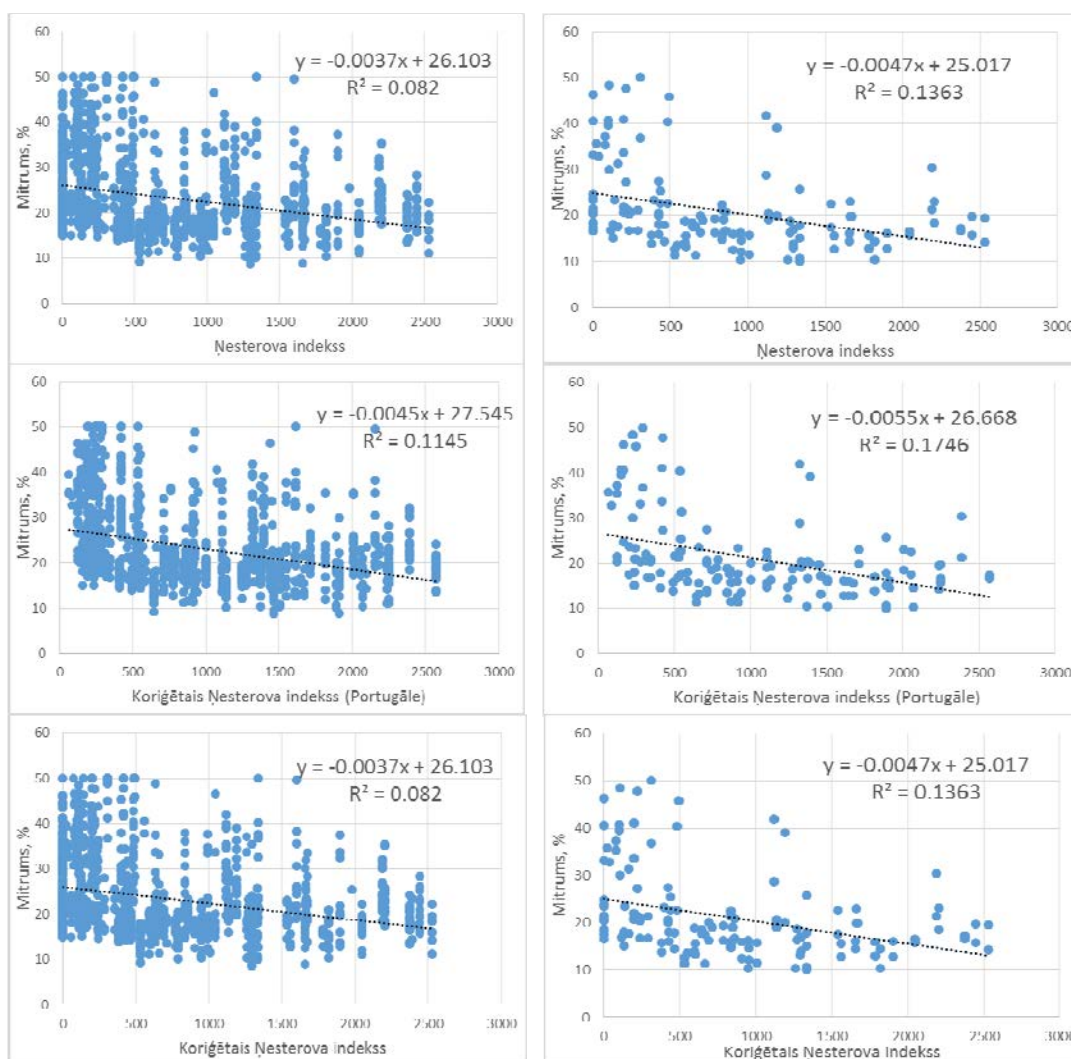 60
50
40
30
20
10
0
Mitrums, %
y = -0.0037x + 26.103
R² = 0.082
0 500 1000 1500 2000 2500 3000
Ņesterova indekss
60
50
40
30
20
10
0
Mitrums, %
y = -0.0047x + 25.017
R² = 0.1363
0 500 1000 1500 2000 2500 3000
Ņesterova indekss
60
50
40
30
20
10
0
Mitrums, %
y = -0.0045x + 27.545
R² = 0.1145
0 500 1000 1500 2000 2500 3000
Koriģētais Ņesterova indekss (Portugāle)
60
50
40
30
20
10
0
Mitrums, %
y = -0.0055x + 26.668
R² = 0.1746
0 500 1000 1500 2000 2500 3000
Koriģētais Ņesterova indekss (Portugāle)
60
50
40
30
20
10
0
Mitrums, %
y = -0.0037x + 26.103
R² = 0.082
0 500 1000 1500 2000 2500 3000
Koriģētais Ņesterova indekss
60
50
40
30
20
10
0
Mitrums, %
y = -0.0047x + 25.017
R² = 0.1363
0 500 1000 1500 2000 2500 3000
Koriģētais Ņesterova indekss